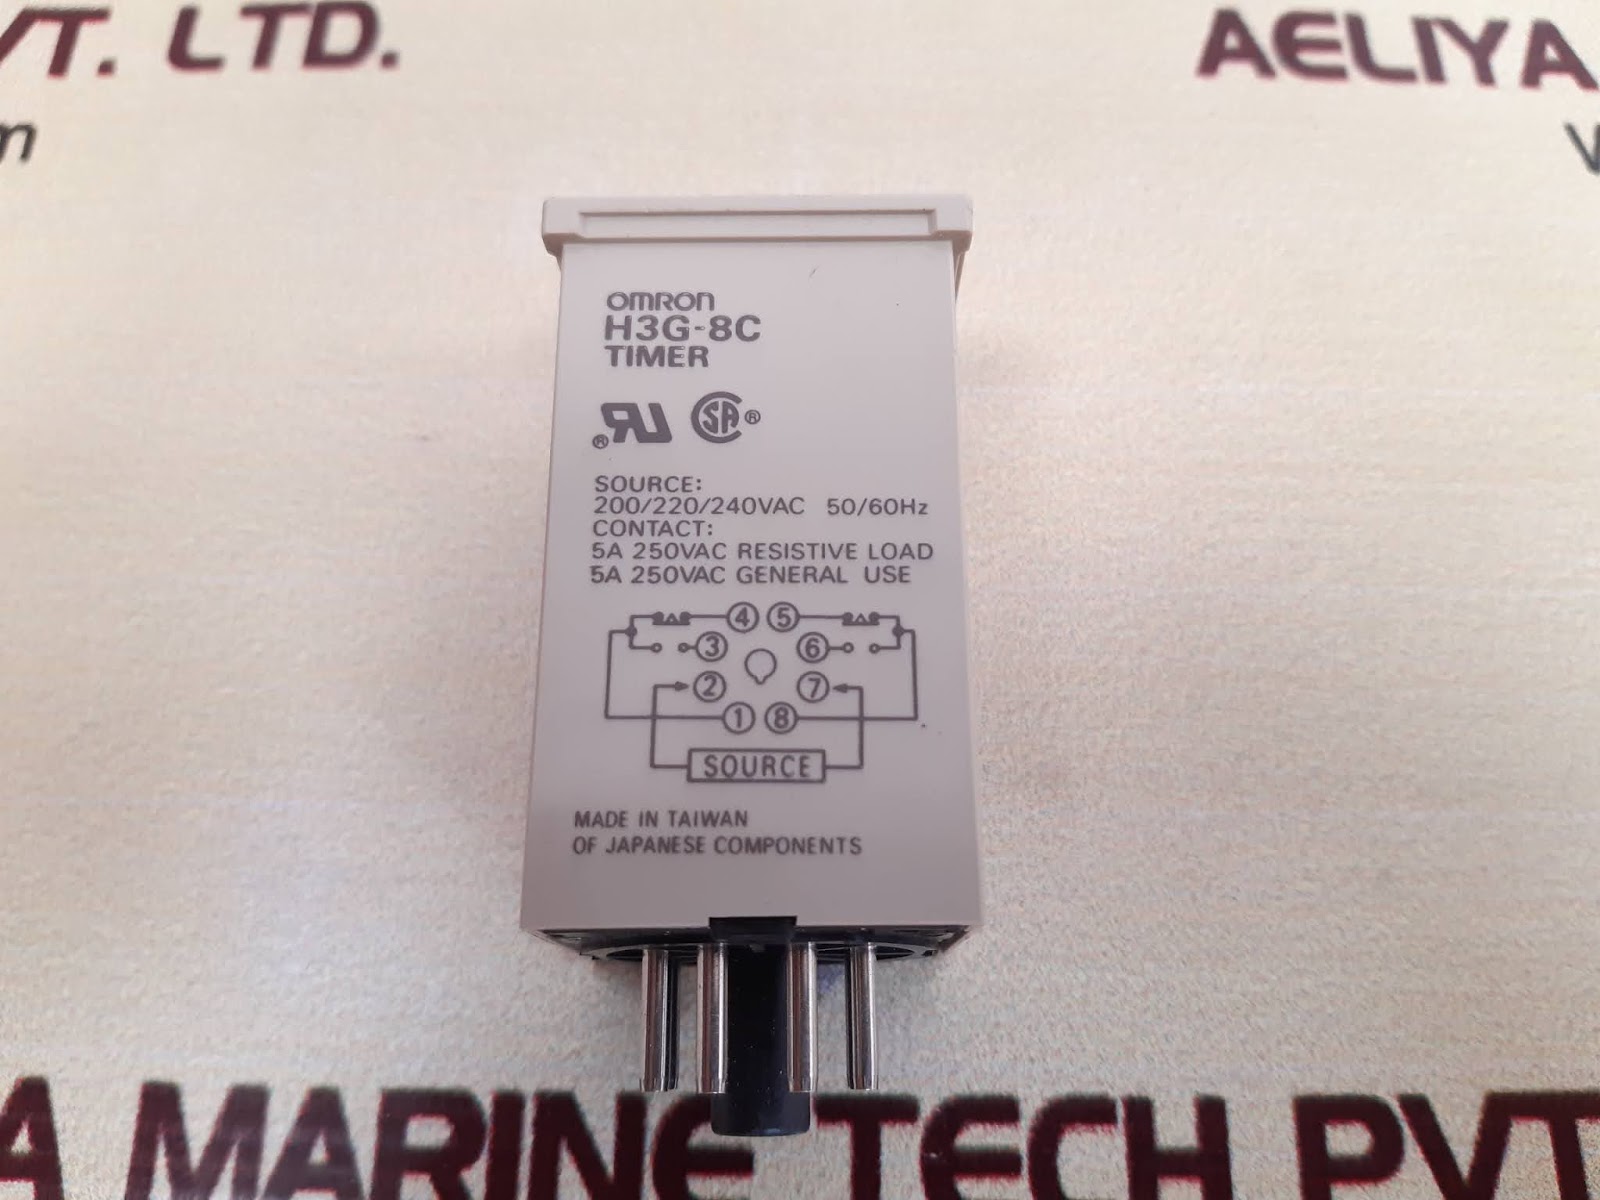 VT. LTD.
AELIYA
m
OMRON
H3G-8C
TIMER
SOURCE:
200/220/240VAC 50/60Hz
CONTACT:
5A 250VAC RESISTIVE LOAD
5A 250VAC GENERAL USE
4 5
3 6
2 7
1 8
SOURCE
MADE IN TAIWAN
OF JAPANESE COMPONENTS
A MARINE TECH PVT